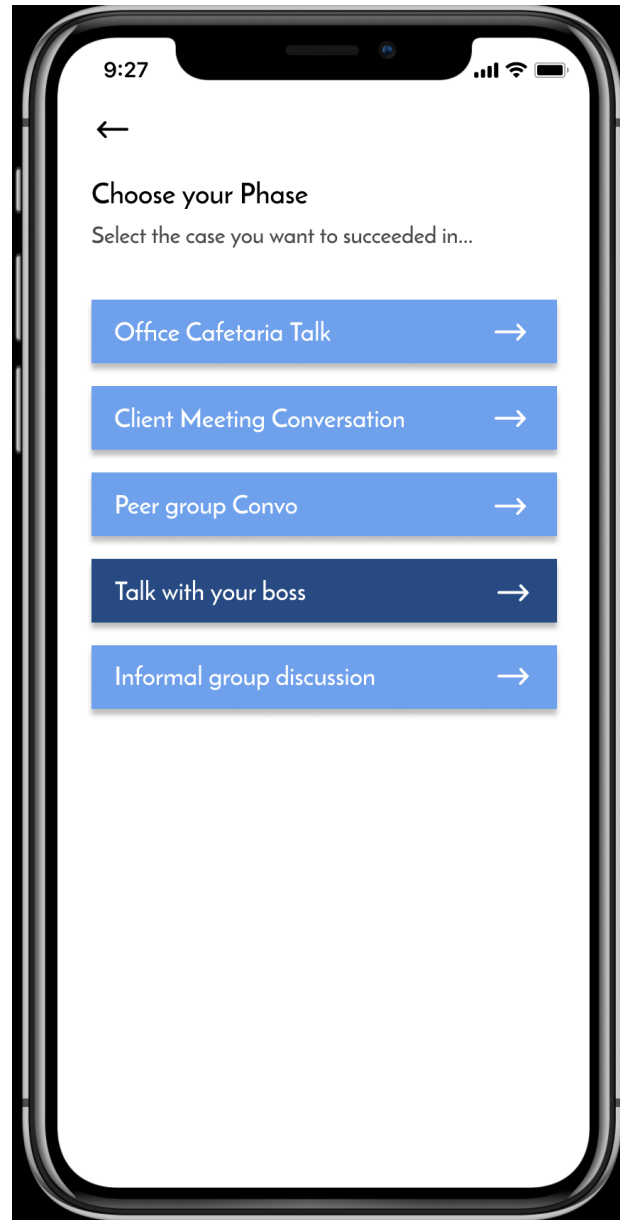 9:27
Choose your Phase
Select the case you want to succeeded in...
Office Cafetaria Talk
Client Meeting Conversation
Peer group Convo
Talk with your boss
Informal group discussion